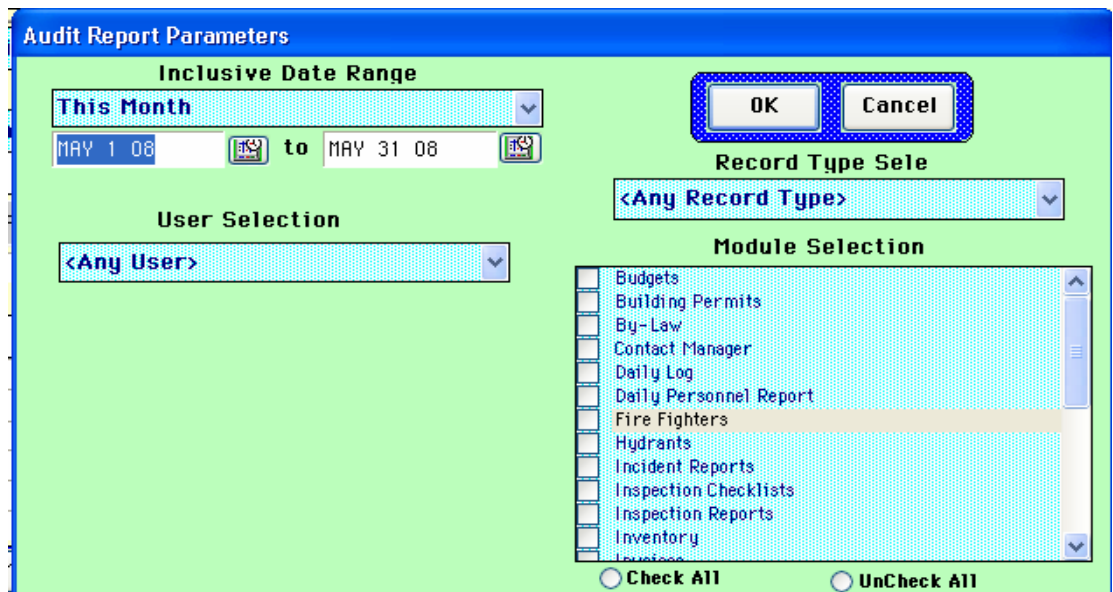 Audit Report Parameters
Inclusive Date Range
This Month
MAY 1 08 to MAY 31 08
User Selection
<Any User>
OK Cancel
Record Type Sele
<Any Record Type>
Module Selection
Budgets
Building Permits
By-Law
Contact Manager
Daily Log
Daily Personnel Report
Fire Fighters
Hydrants
Incident Reports
Inspection Checklists
Inspection Reports
Inventory
Check All UnCheck All